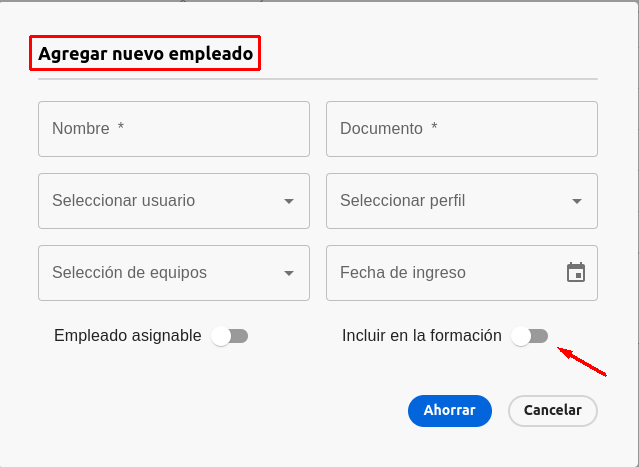 Agregar nuevo empleado
Nombre *
Documento *
Seleccionar usuario
Seleccionar perfil
Selección de equipos
Fecha de ingreso
Empleado asignable
Incluir en la formación
Ahorrar
Cancelar